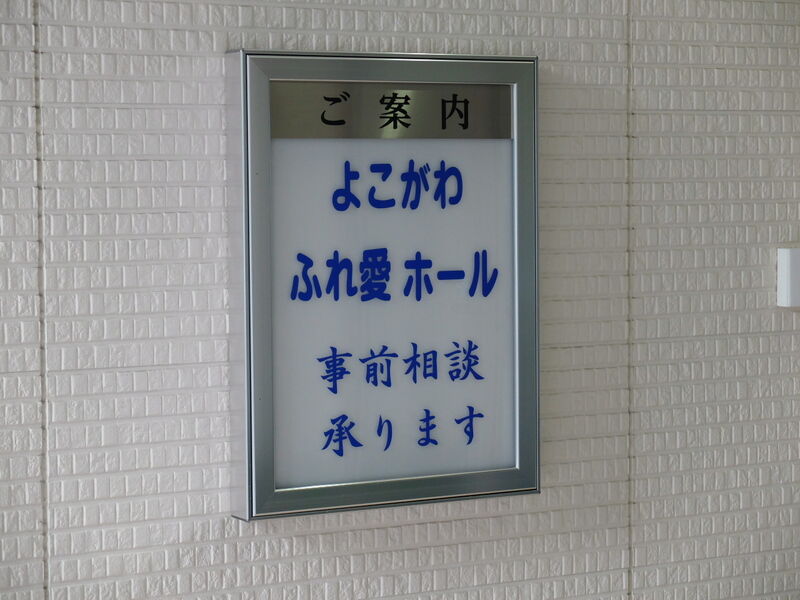 ご案内
よこがわ
ふれ愛 ホール
事前相談
承ります